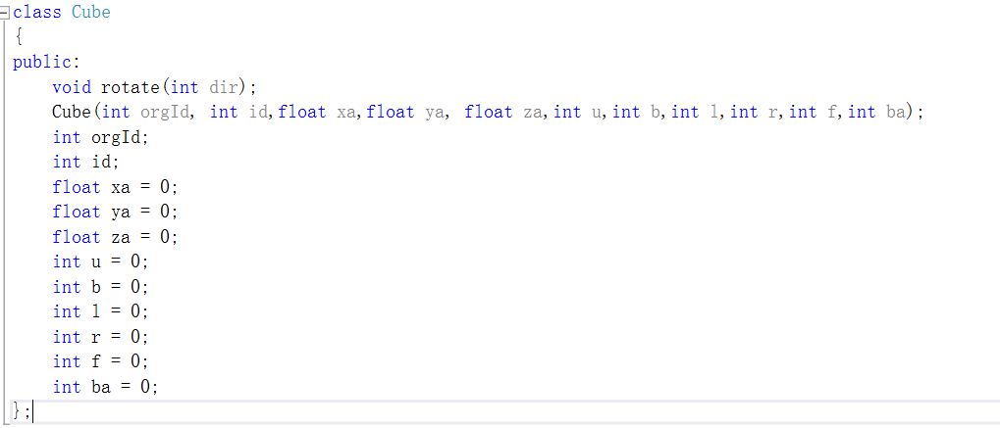 class Cube
{
public:
    void rotate(int dir);
    Cube(int orgId, int id,float xa,float ya, float za,int u,int b,int l,int r,int f,int ba);
    int orgId;
    int id;
    float xa = 0;
    float ya = 0;
    float za = 0;
    int u = 0;
    int b = 0;
    int l = 0;
    int r = 0;
    int f = 0;
    int ba = 0;
};